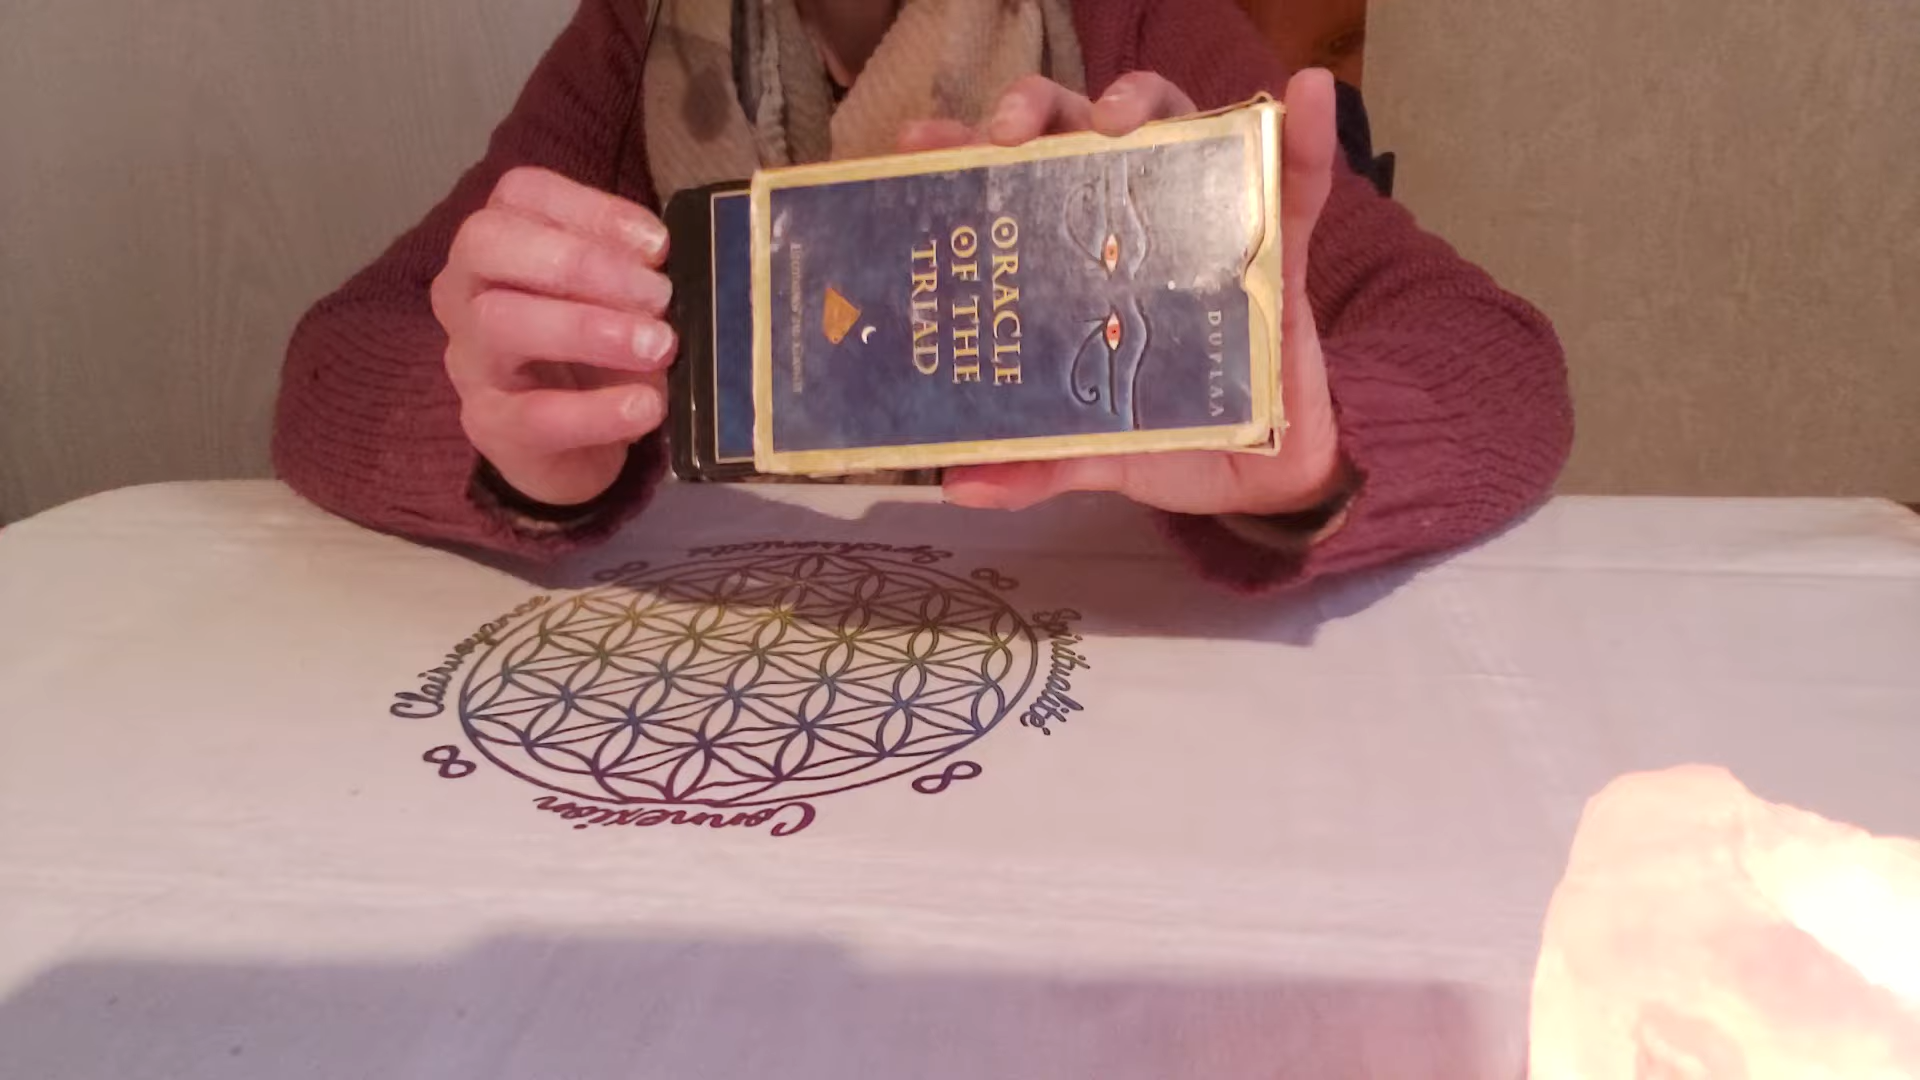 DUPLAA
ORACLE
OF THE
TRIAD
Synchronicité
Clairvoyance
Spiritualité
Connexion